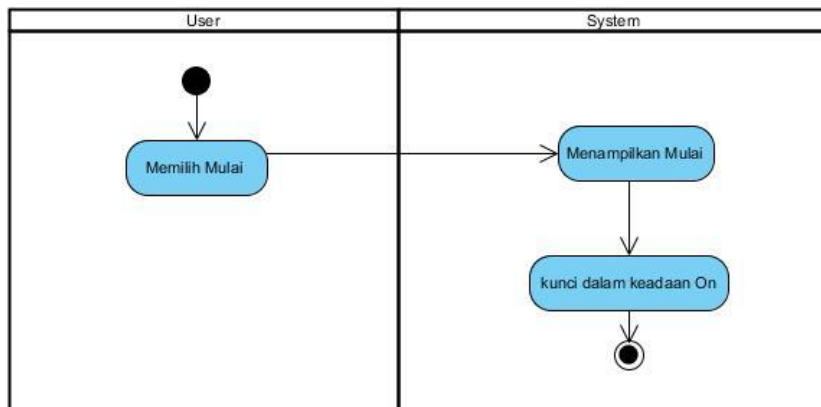 User
System
Memilih Mulai
Menampilkan Mulai
kunci dalam keadaan On